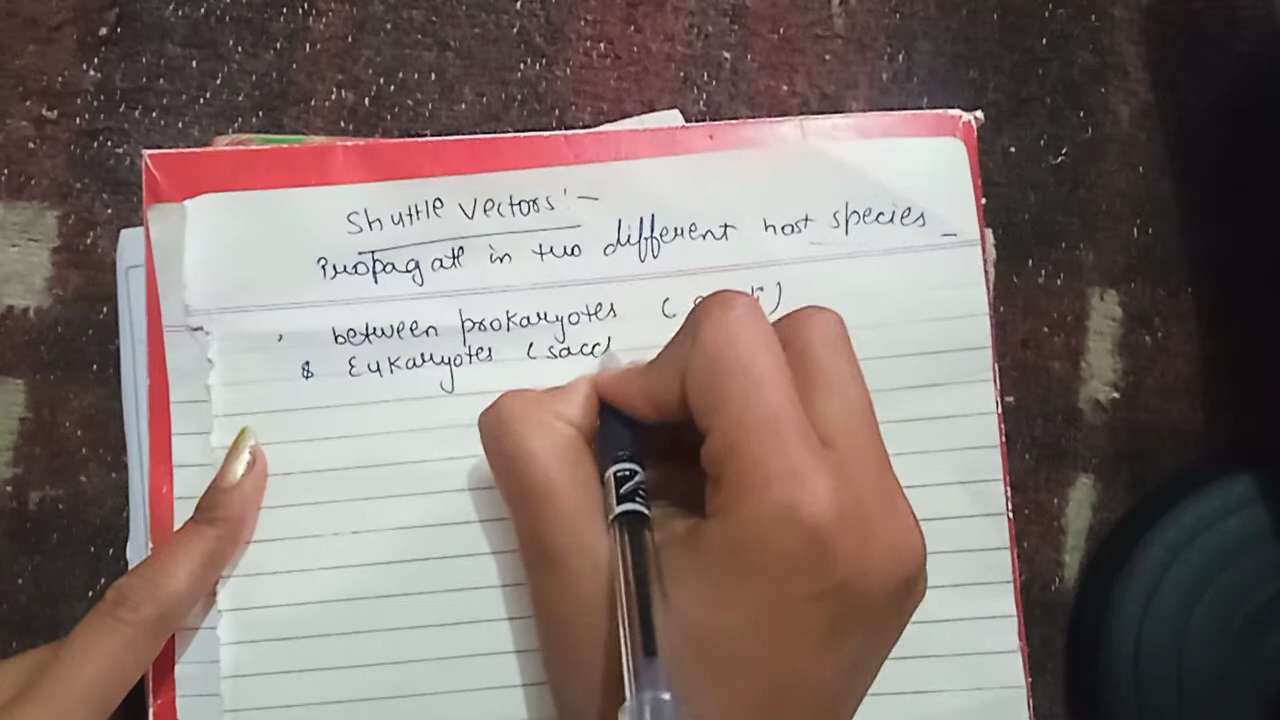 Shuttle Vectors :-
Propagate in two different host species -
between prokaryotes (
& Eukaryotes (sacc